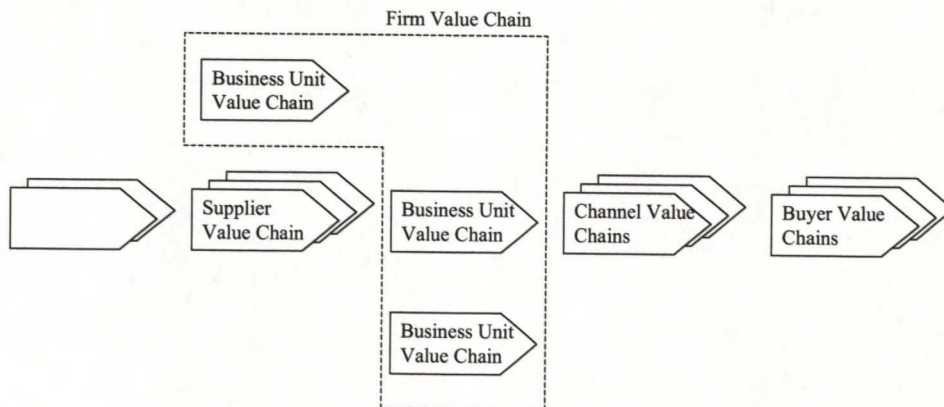 Firm Value Chain
Business Unit
Value Chain
Supplier
Value Chain
Business Unit
Value Chain
Channel Value
Chains
Buyer Value
Chains
Business Unit
Value Chain